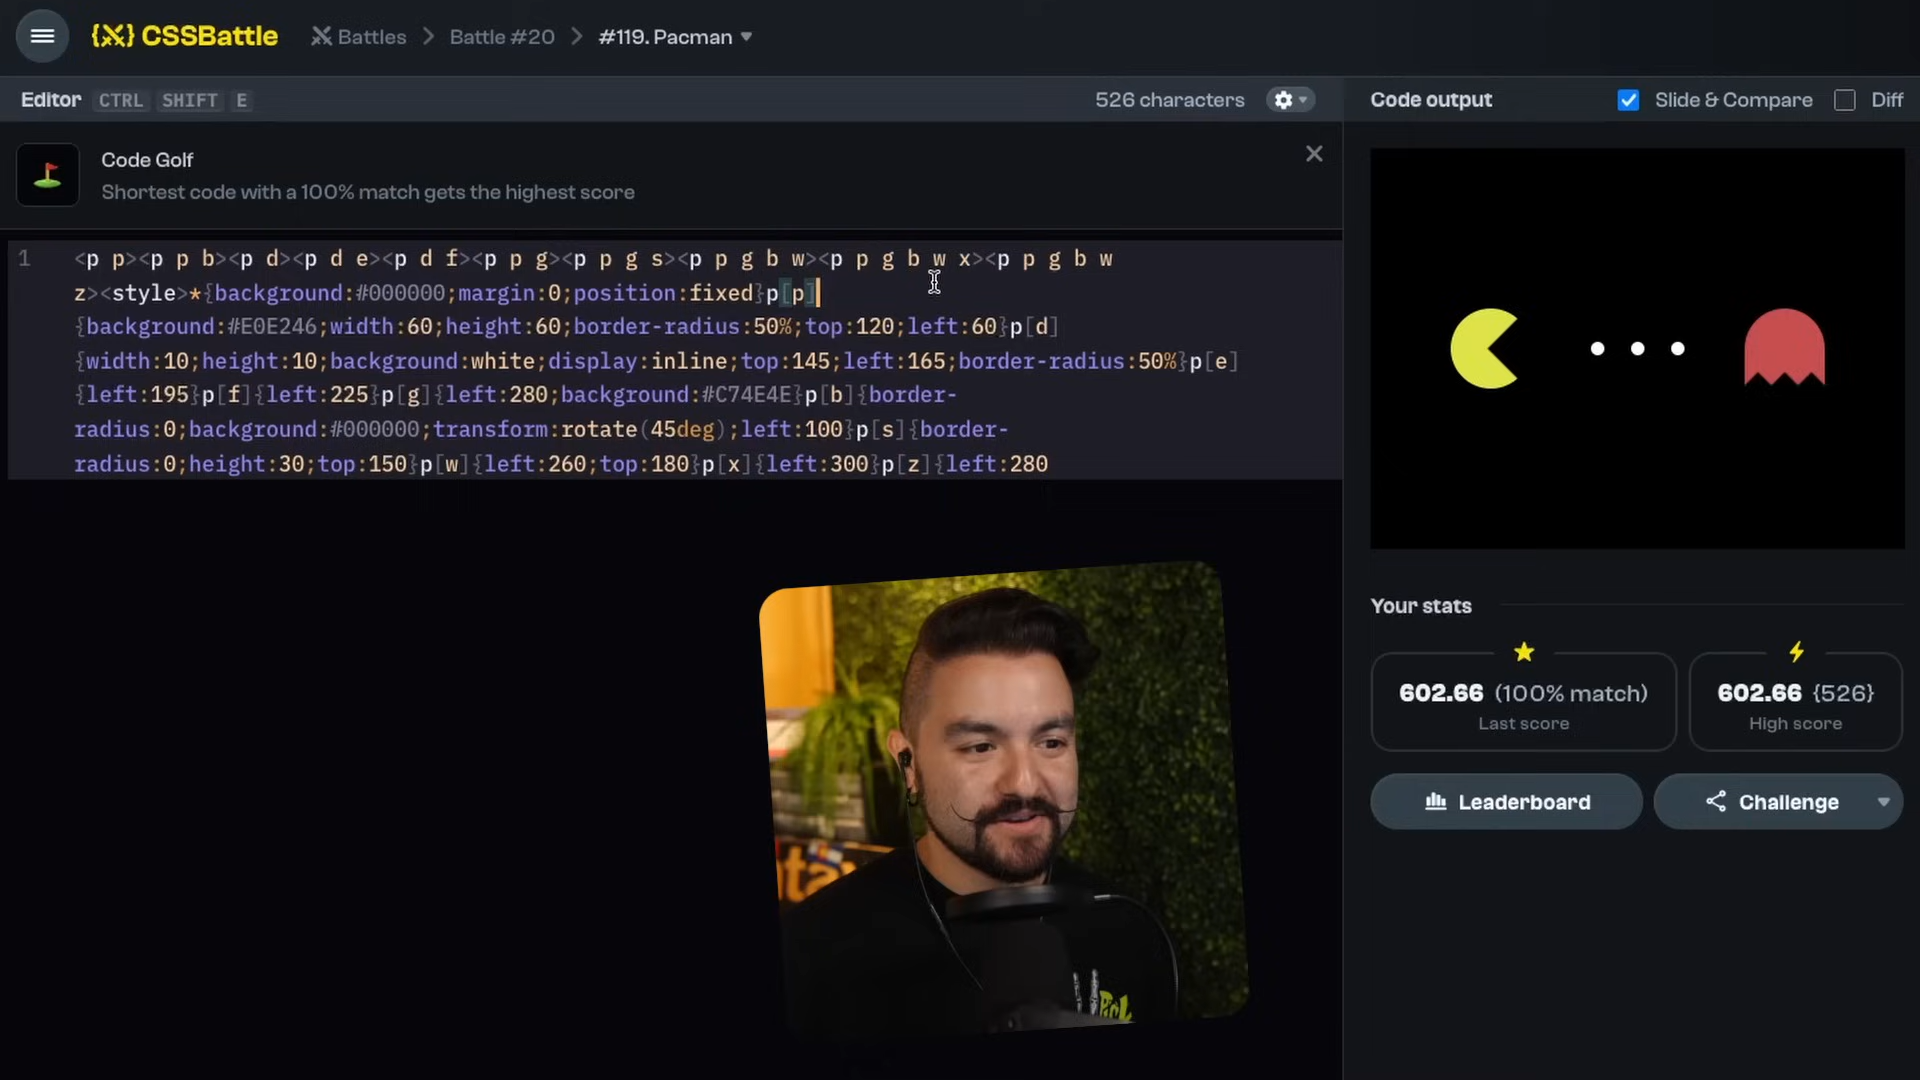 {X} CSSBattle Battles > Battle #20 > #119. Pacman
Editor CTRL SHIFT E 526 characters
Code Golf
Shortest code with a 100% match gets the highest score
1 <p p><p p b><p d><p d e><p d f><p p g><p p g s><p p g b w><p p g b w x><p p g b w
z><style>*{background:#000000;margin:0;position:fixed}p[p]
{background:#E0E246;width:60;height:60;border-radius:50%;top:120;left:60}p[d]
{width:10;height:10;background:white;display:inline;top:145;left:165;border-radius:50%}p[e]
{left:195}p[f]{left:225}p[g]{left:280;background:#C74E4E}p[b]{border-
radius:0;background:#000000;transform:rotate(45deg);left:100}p[s]{border-
radius:0;height:30;top:150}p[w]{left:260;top:180}p[x]{left:300}p[z]{left:280
Code output Slide & Compare Diff
Your stats
602.66 (100% match)
Last score
602.66 {526}
High score
Leaderboard
Challenge